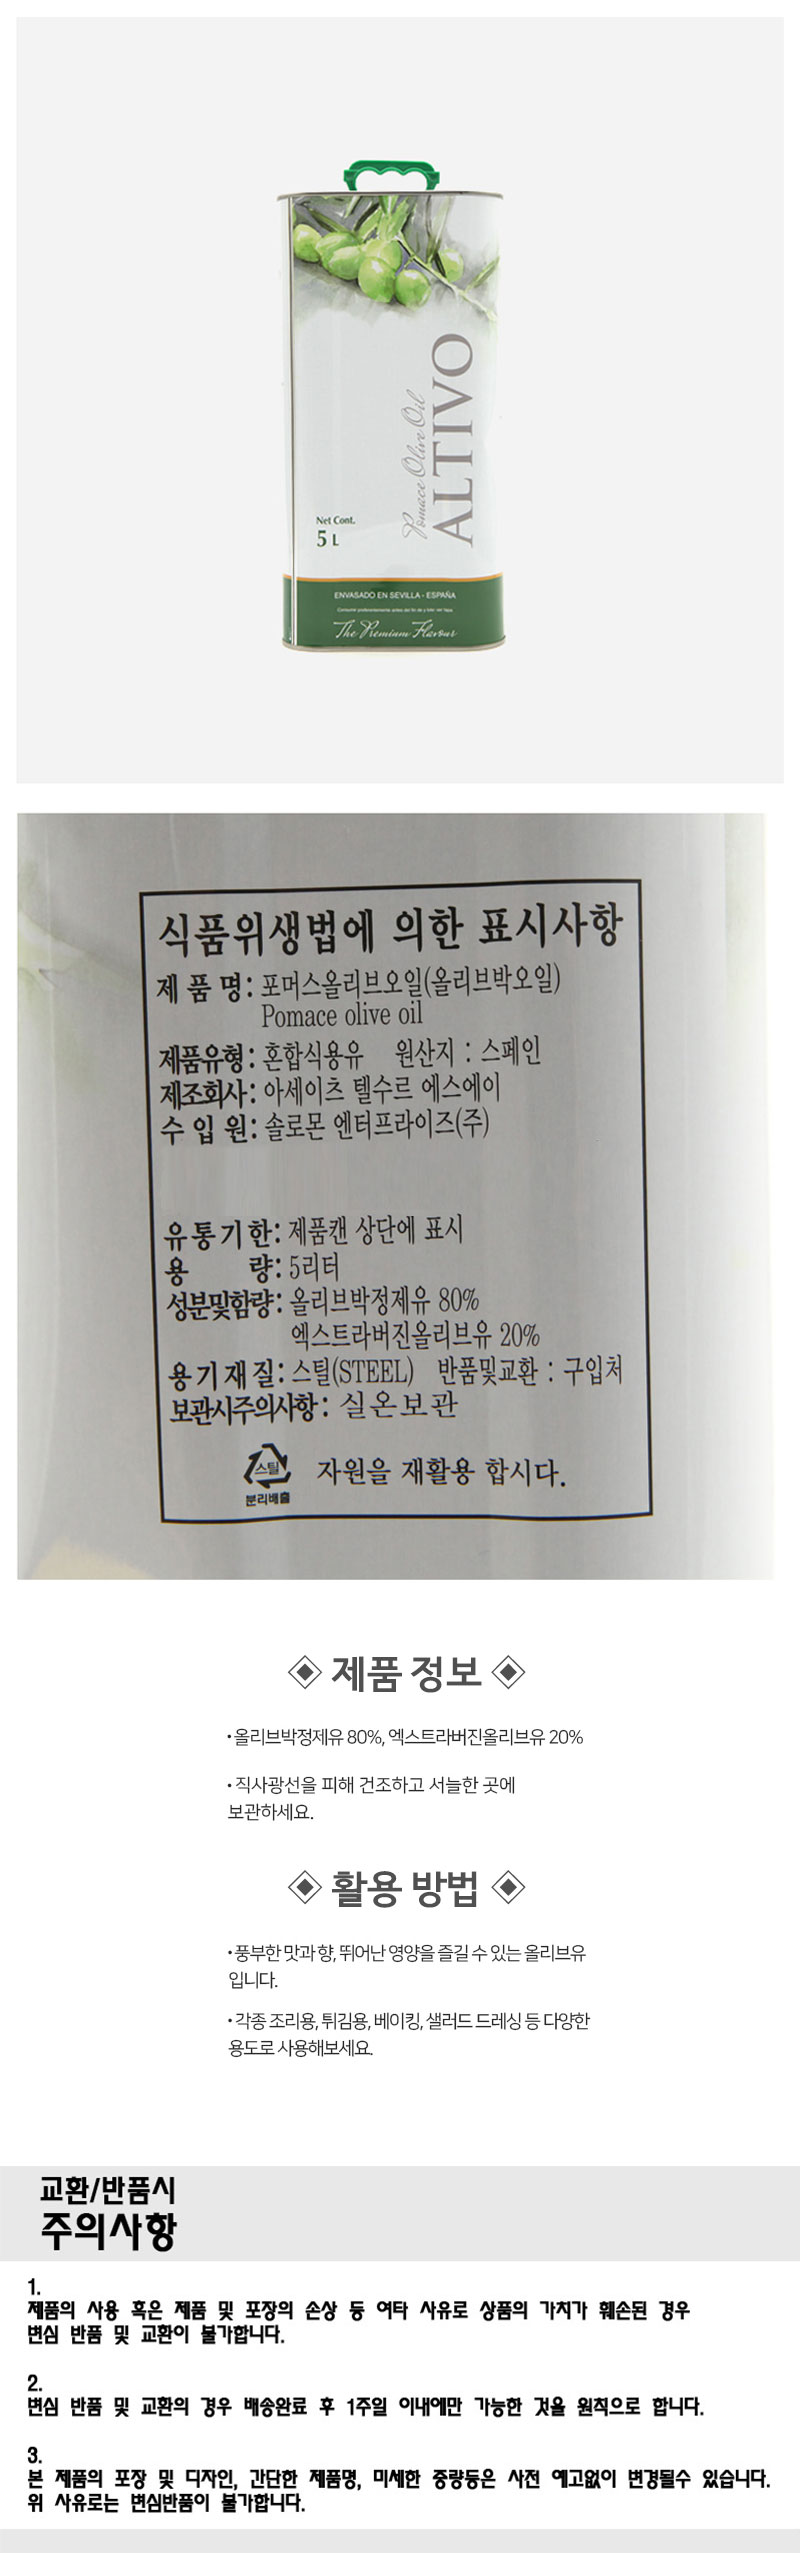 Pomace Olive Oil
ALTIVO
Net Cont.
5 L
ENVASADO EN SEVILLA - ESPAÑA
The Premium Flavour
식품위생법에 의한 표시사항
제 품 명: 포머스올리브오일(올리브박오일)
Pomace olive oil
제품유형: 혼합식용유 원산지 : 스페인
제조회사: 아세이츠 텔수르 에스에이
수 입 원: 솔로몬 엔터프라이즈(주)
유통기한: 제품캔 상단에 표시
용 량: 5리터
성분및함량: 올리브박정제유 80%
엑스트라버진올리브유 20%
용기재질: 스틸(STEEL) 반품및교환 : 구입처
보관시주의사항: 실온보관
스틸
분리배출
자원을 재활용 합시다.
제품 정보
• 올리브박정제유 80%, 엑스트라버진올리브유 20%
• 직사광선을 피해 건조하고 서늘한 곳에
보관하세요.
활용 방법
• 풍부한 맛과 향, 뛰어난 영양을 즐길 수 있는 올리브유
입니다.
• 각종 조리용, 튀김용, 베이킹, 샐러드 드레싱 등 다양한
용도로 사용해보세요.
교환/반품시
주의사항
1.
제품의 사용 혹은 제품 및 포장의 손상 등 여타 사유로 상품의 가치가 훼손된 경우
변심 반품 및 교환이 불가합니다.
2.
변심 반품 및 교환의 경우 배송완료 후 1주일 이내에만 가능한 것을 원칙으로 합니다.
3.
본 제품의 포장 및 디자인, 간단한 제품명, 미세한 중량등은 사전 예고없이 변경될수 있습니다.
위 사유로는 변심반품이 불가합니다.